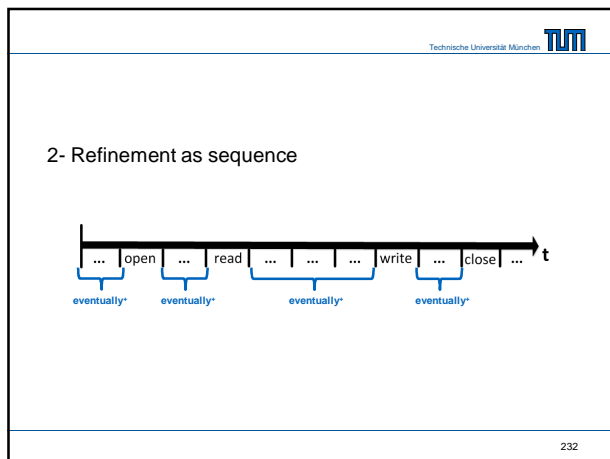 Technische Universität München TUM
2- Refinement as sequence
... open ... read ... ... ... write ... close ... t
eventually⁺ eventually⁺ eventually⁺ eventually⁺
232